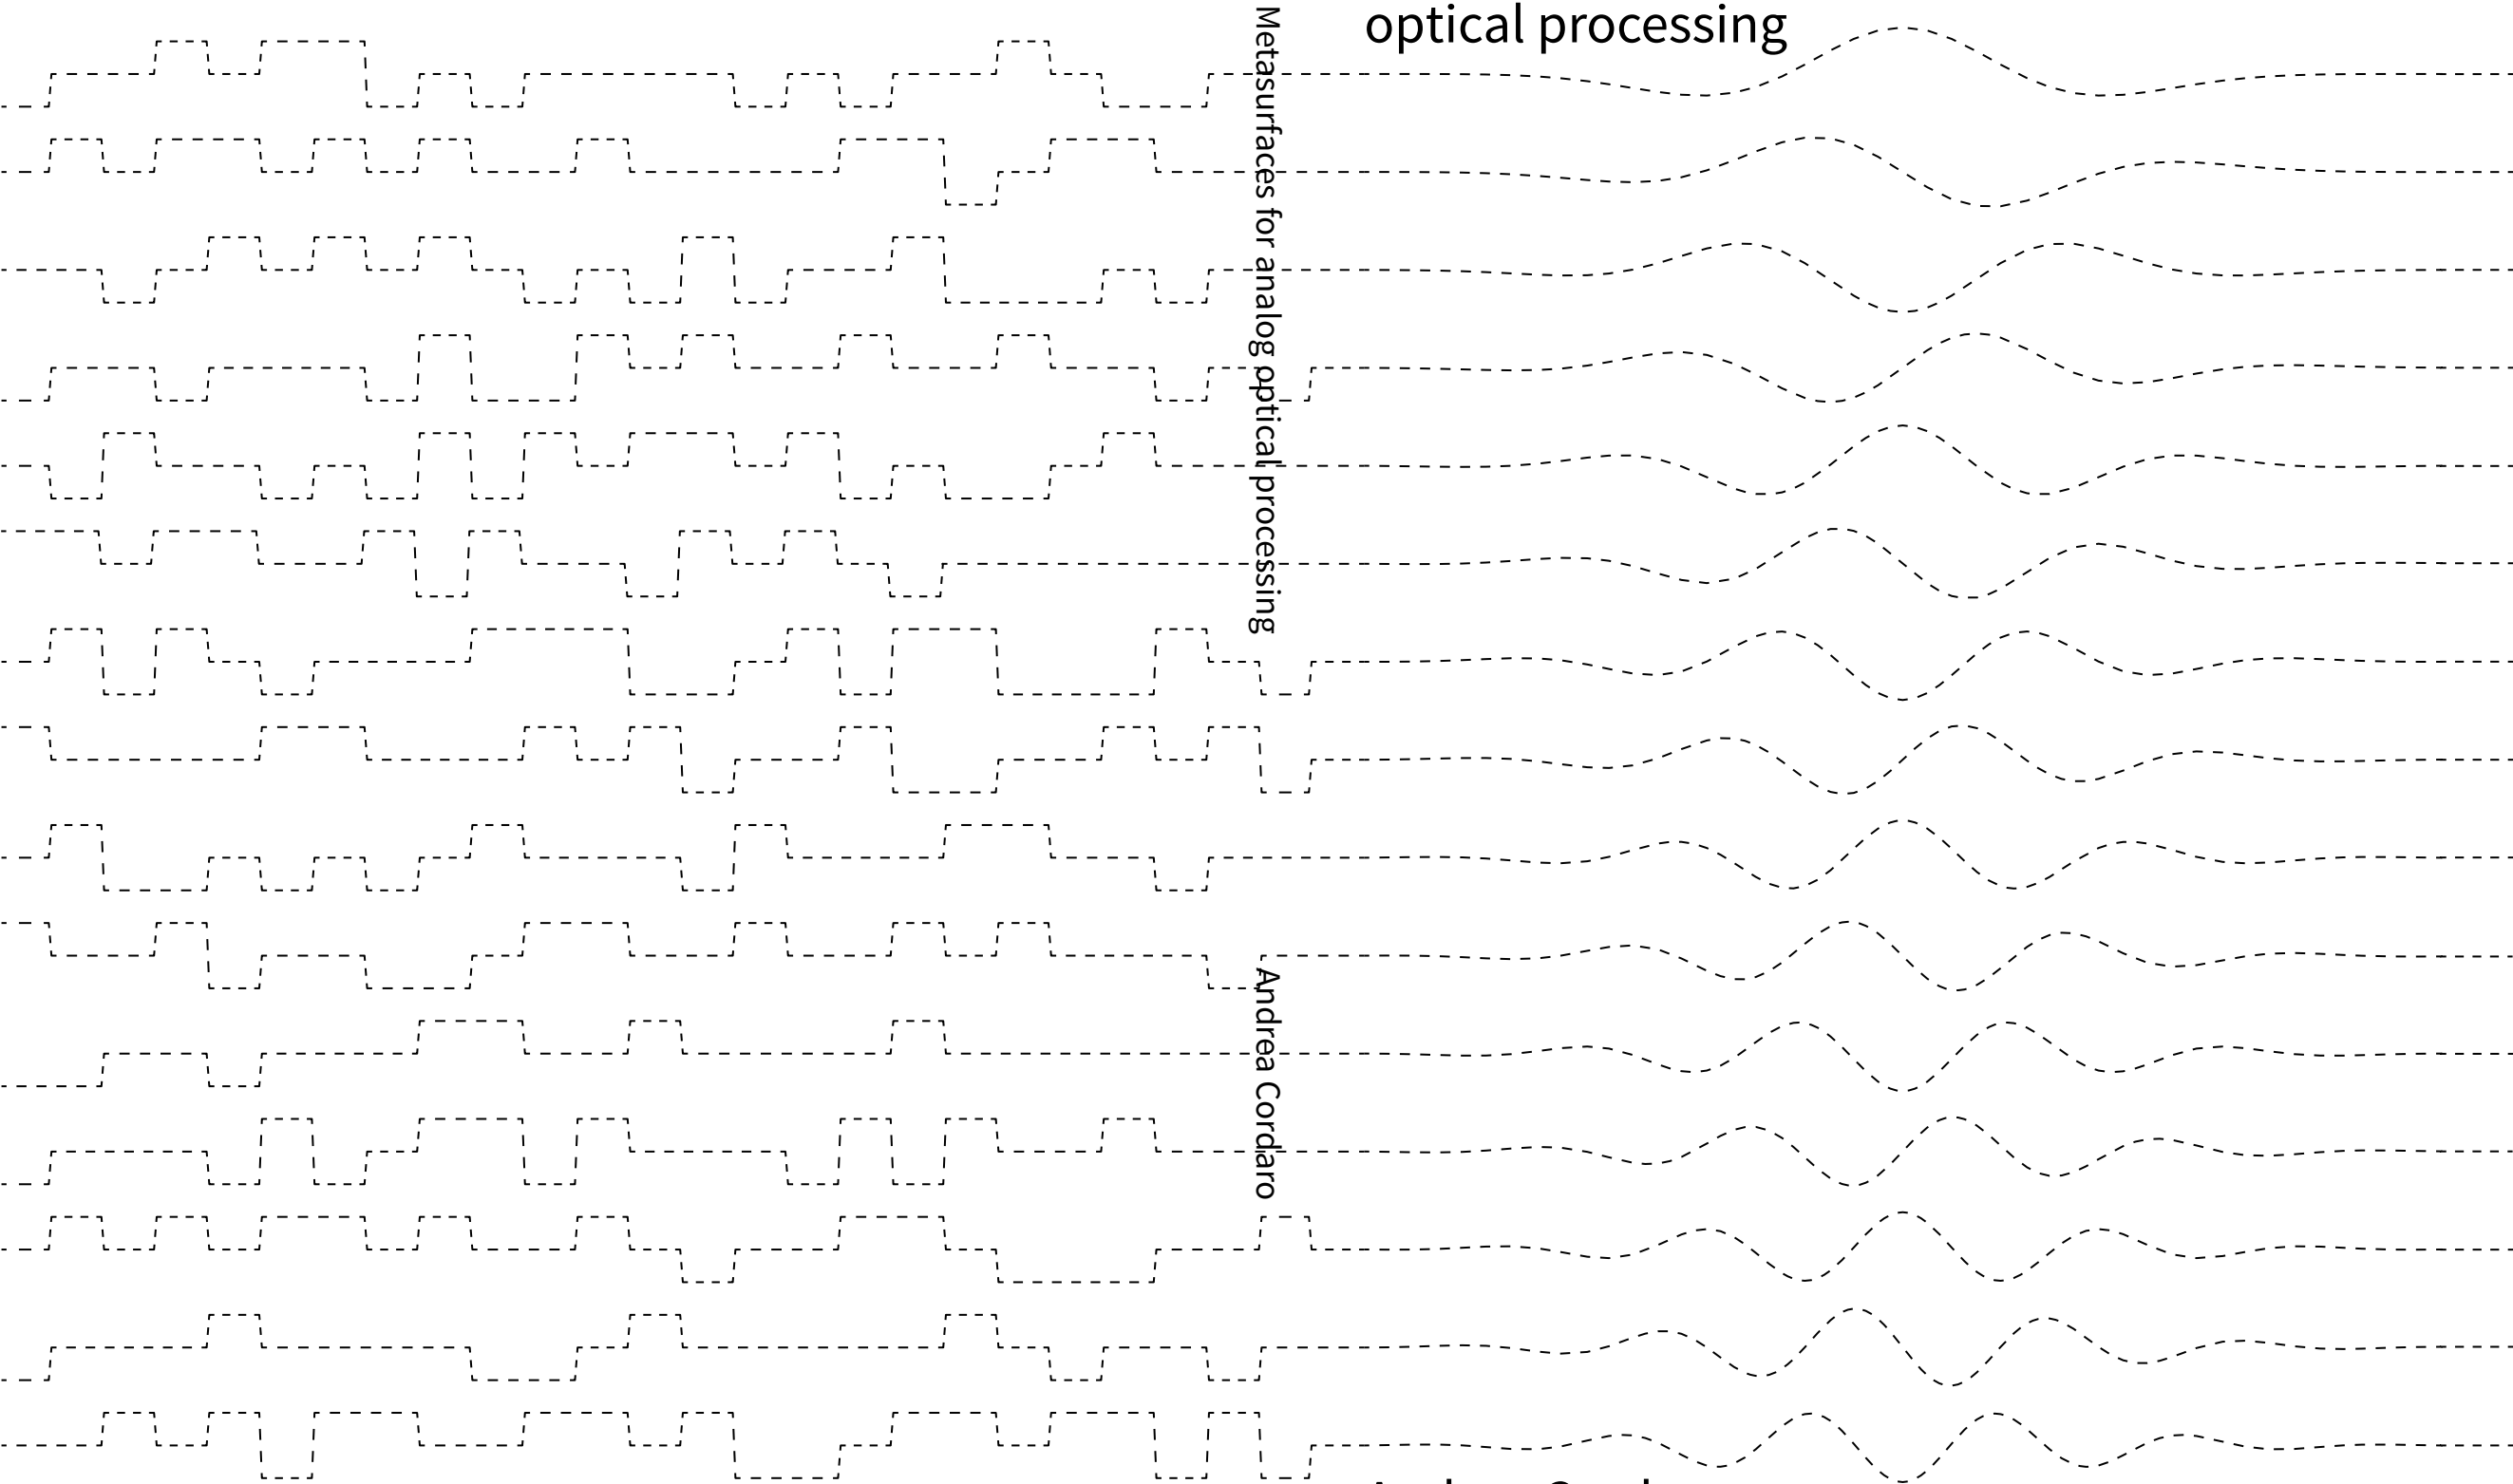 optical processing
Metasurfaces for analog optical processing
Andrea Cordaro